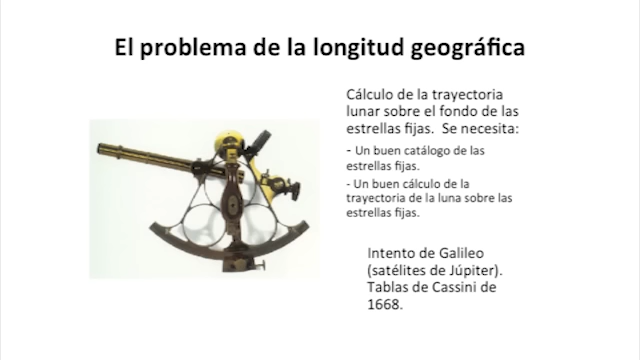 El problema de la longitud geográfica
Cálculo de la trayectoria
lunar sobre el fondo de las
estrellas fijas.  Se necesita:
- Un buen catálogo de las
estrellas fijas.
- Un buen cálculo de la
trayectoria de la luna sobre las
estrellas fijas.
Intento de Galileo
(satélites de Júpiter).
Tablas de Cassini de
1668.